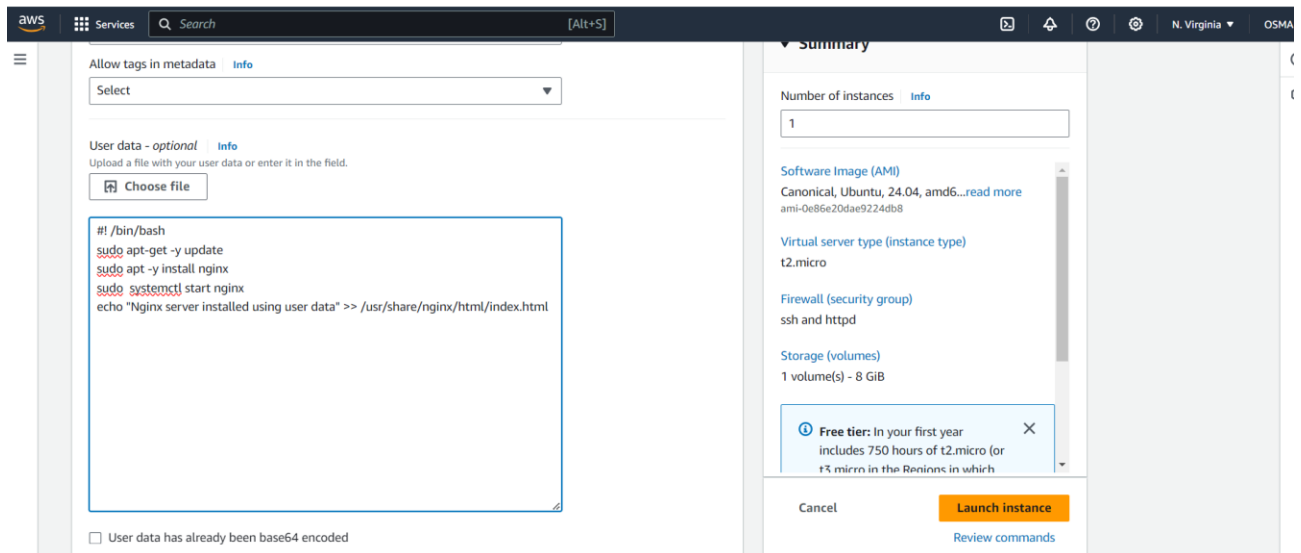 aws
Services
Search
[Alt+S]
N. Virginia
OSMA
Allow tags in metadata
Info
Select
User data - optional
Info
Upload a file with your user data or enter it in the field.
Choose file
#! /bin/bash
sudo apt-get -y update
sudo apt -y install nginx
sudo  systemctl start nginx
echo "Nginx server installed using user data" >> /usr/share/nginx/html/index.html
User data has already been base64 encoded
Summary
Number of instances
Info
1
Software Image (AMI)
Canonical, Ubuntu, 24.04, amd6...read more
ami-0e86e20dae9224db8
Virtual server type (instance type)
t2.micro
Firewall (security group)
ssh and httpd
Storage (volumes)
1 volume(s) - 8 GiB
Free tier: In your first year
includes 750 hours of t2.micro (or
t3.micro in the Regions in which
Cancel
Launch instance
Review commands